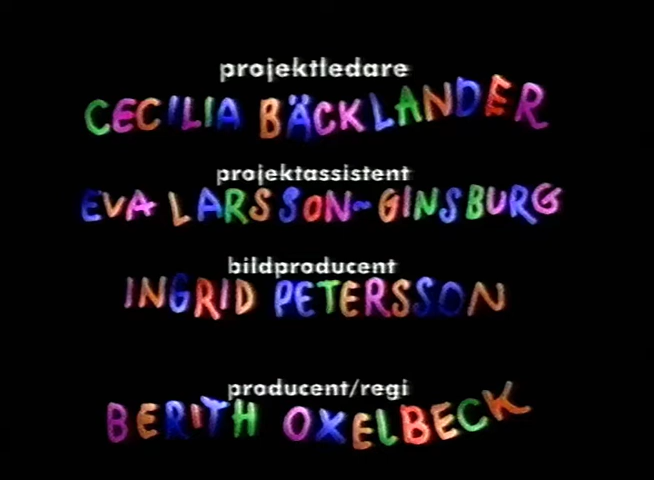 projektledare
CECILIA BÄCKLANDER
projektassistent
EVA LARSSON-GINSBURG
bildproducent
INGRID PETERSSON
producent/regi
BERITH OXELBECK